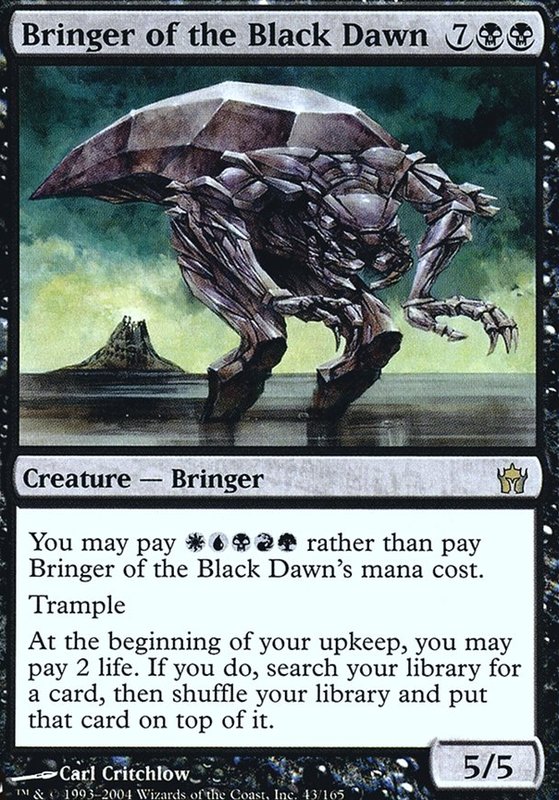 Bringer of the Black Dawn 7
Creature — Bringer
You may pay rather than pay
Bringer of the Black Dawn's mana cost.
Trample
At the beginning of your upkeep, you may
pay 2 life. If you do, search your library for
a card, then shuffle your library and put
that card on top of it.
5/5
Carl Critchlow
™ & © 1993–2004 Wizards of the Coast, Inc. 43/165